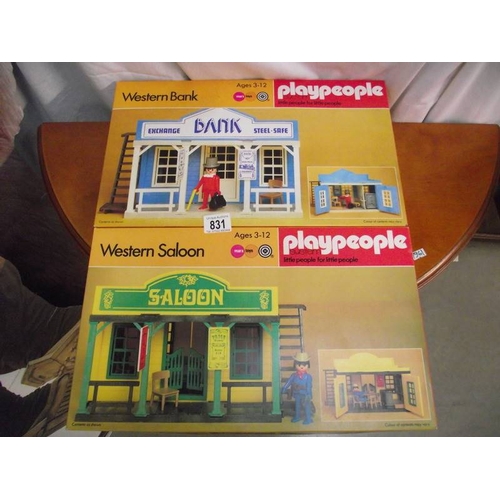 Western Bank
Ages 3-12
playpeople
little people for little people
EXCHANGE
BANK
STEEL-SAFE
831
Western Saloon
Ages 3-12
playpeople
little people for little people
SALOON